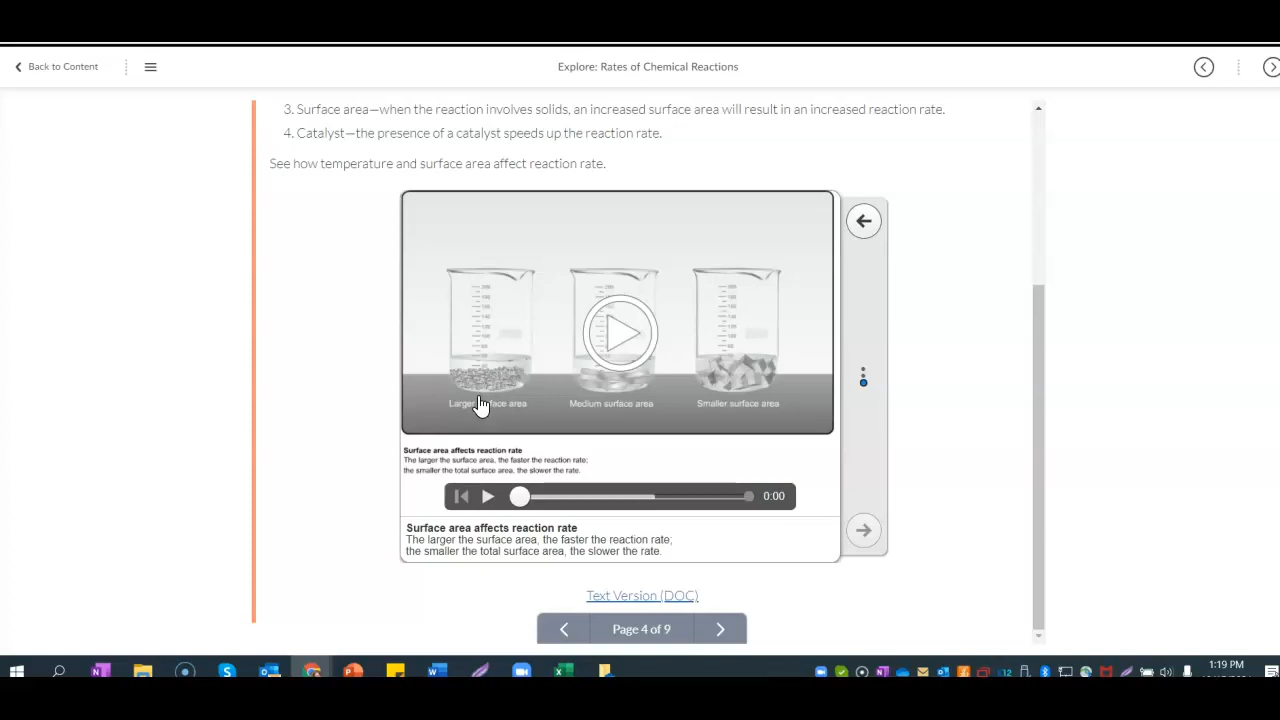 Back to Content
Explore: Rates of Chemical Reactions
3. Surface area—when the reaction involves solids, an increased surface area will result in an increased reaction rate.
4. Catalyst—the presence of a catalyst speeds up the reaction rate.
See how temperature and surface area affect reaction rate.
Larger surface area
Medium surface area
Smaller surface area
Surface area affects reaction rate
The larger the surface area, the faster the reaction rate;
the smaller the total surface area, the slower the rate.
0:00
Surface area affects reaction rate
The larger the surface area, the faster the reaction rate;
the smaller the total surface area, the slower the rate.
Text Version (DOC)
Page 4 of 9
1:19 PM